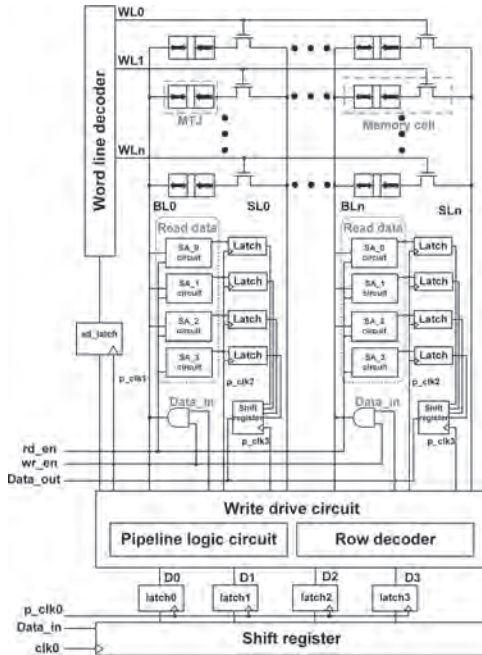 WL0
WL1
MTJ
Memory cell
Word line decoder
WLn
BL0
SL0
BLn
SLn
Read data
Read data
SA_0 circuit
Latch
SA_0 circuit
Latch
SA_1 circuit
Latch
SA_1 circuit
Latch
SA_2 circuit
Latch
SA_2 circuit
Latch
SA_3 circuit
Latch
SA_3 circuit
Latch
p_clk1
p_clk2
p_clk2
Data_in
Data_in
Shift register
Shift register
p_clk3
p_clk3
rd_en
wr_en
Data_out
Write drive circuit
Pipeline logic circuit
Row decoder
D0
D1
D2
D3
latch0
latch1
latch2
latch3
p_clk0
Data_in
clk0
Shift register